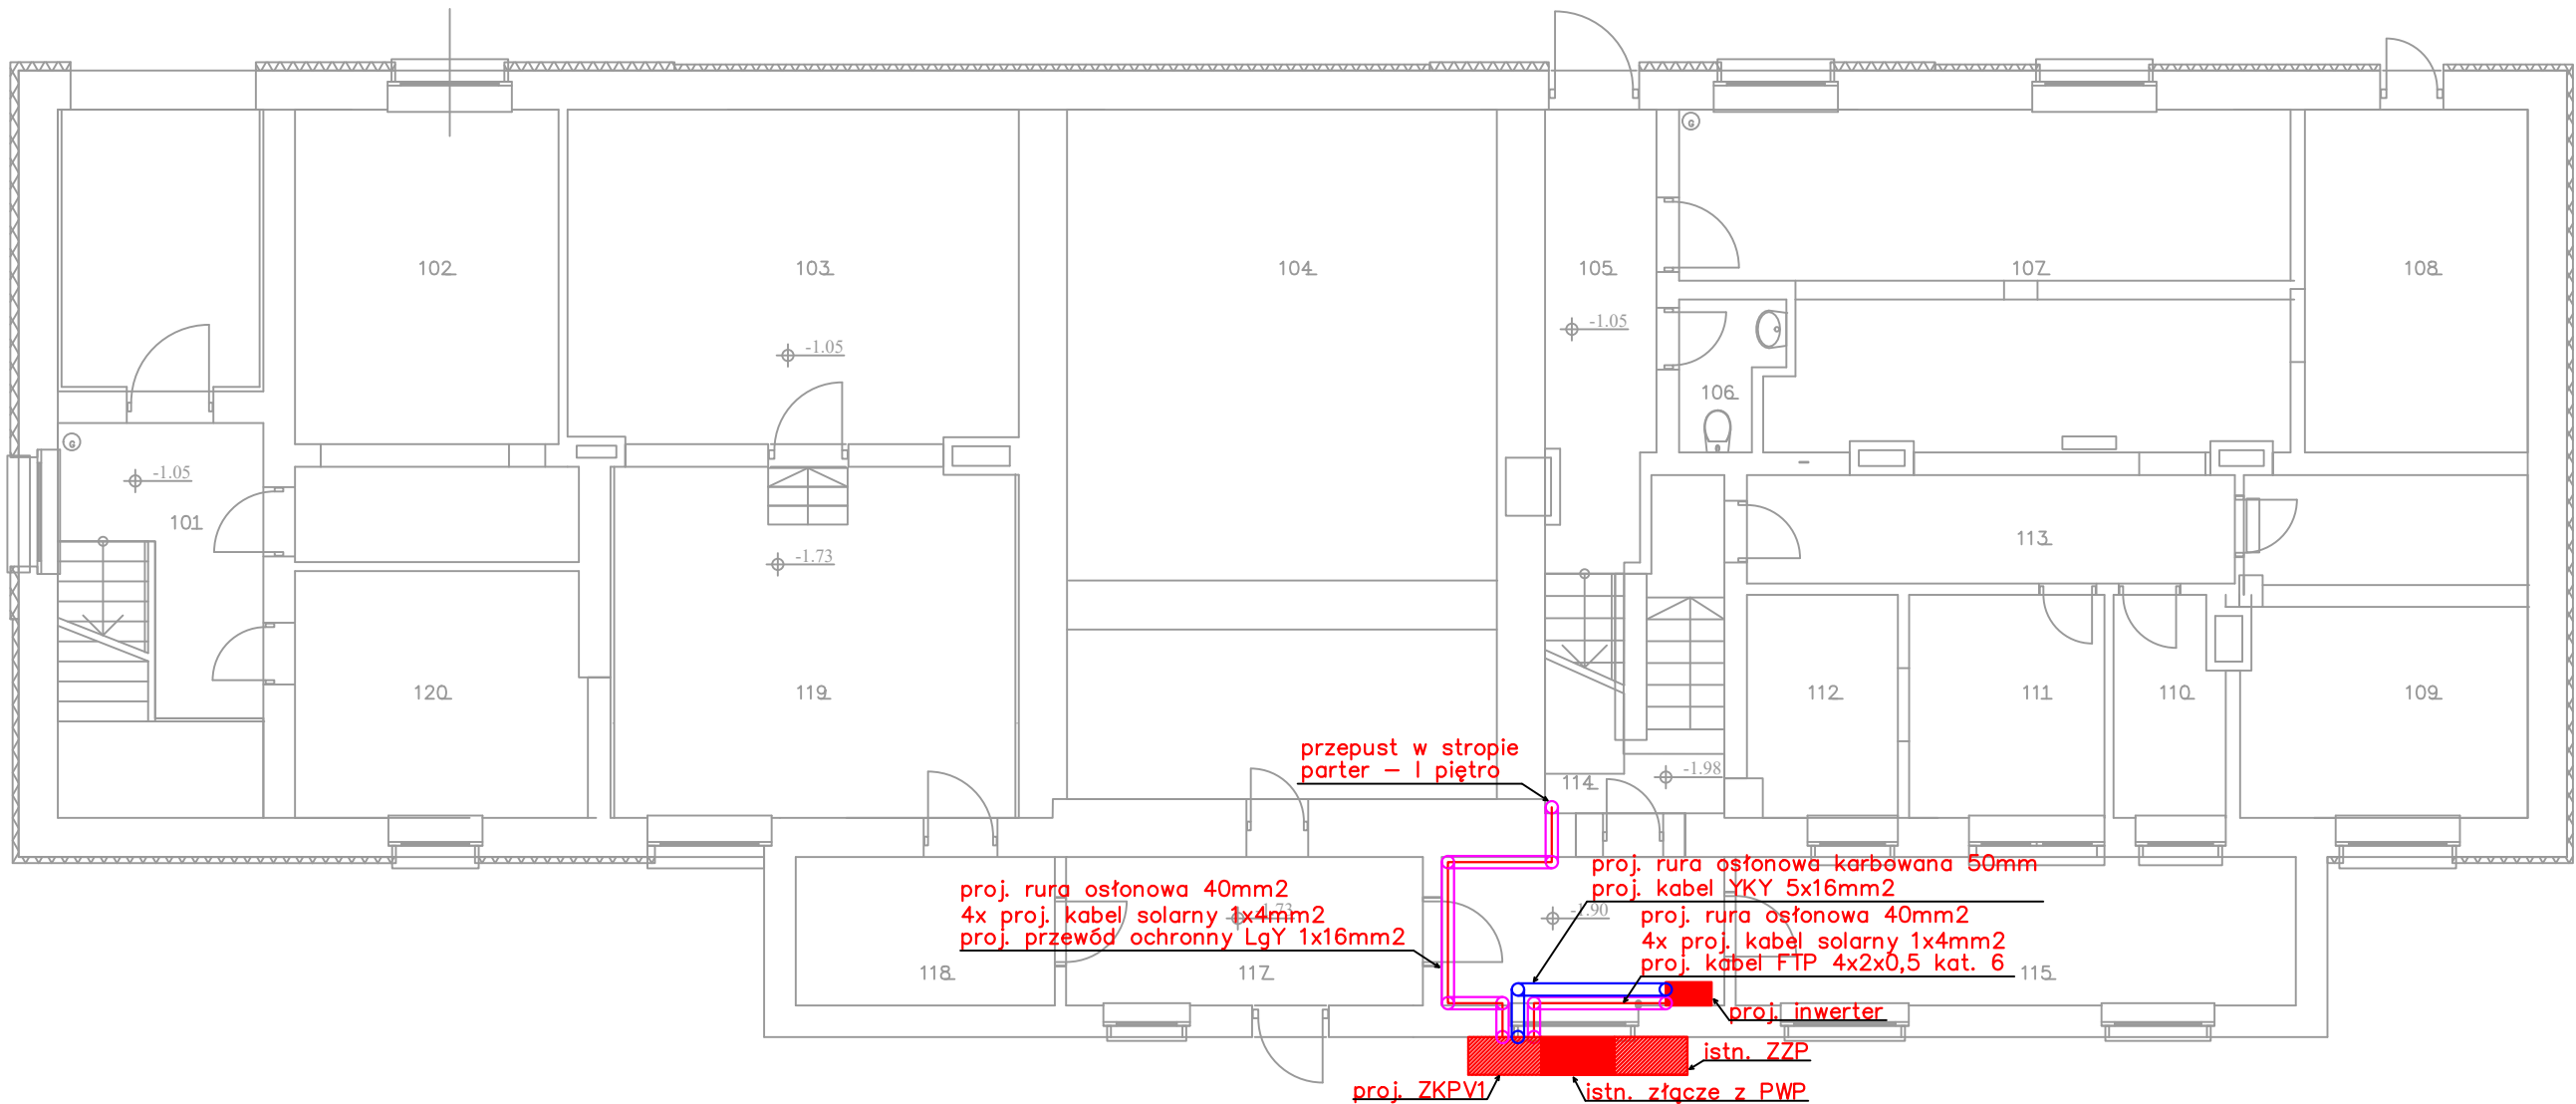 G
102
103
104
105
107
108
-1.05
-1.05
106
G
-1.05
101
-1.73
113
120
119
112
111
110
109
przepust w stropie
parter – I piętro
114
-1.98
proj. rura osłonowa karbowana 50mm
proj. kabel YKY 5x16mm2
proj. rura osłonowa 40mm2
4x proj. kabel solarny 1x4mm2
proj. przewód ochronny LgY 1x16mm2
-1.73
-1.90
proj. rura osłonowa 40mm2
4x proj. kabel solarny 1x4mm2
proj. kabel FTP 4x2x0,5 kat. 6
118
117
115
proj. inwerter
istn. ZZP
proj. ZKPV1
istn. złącze z PWP